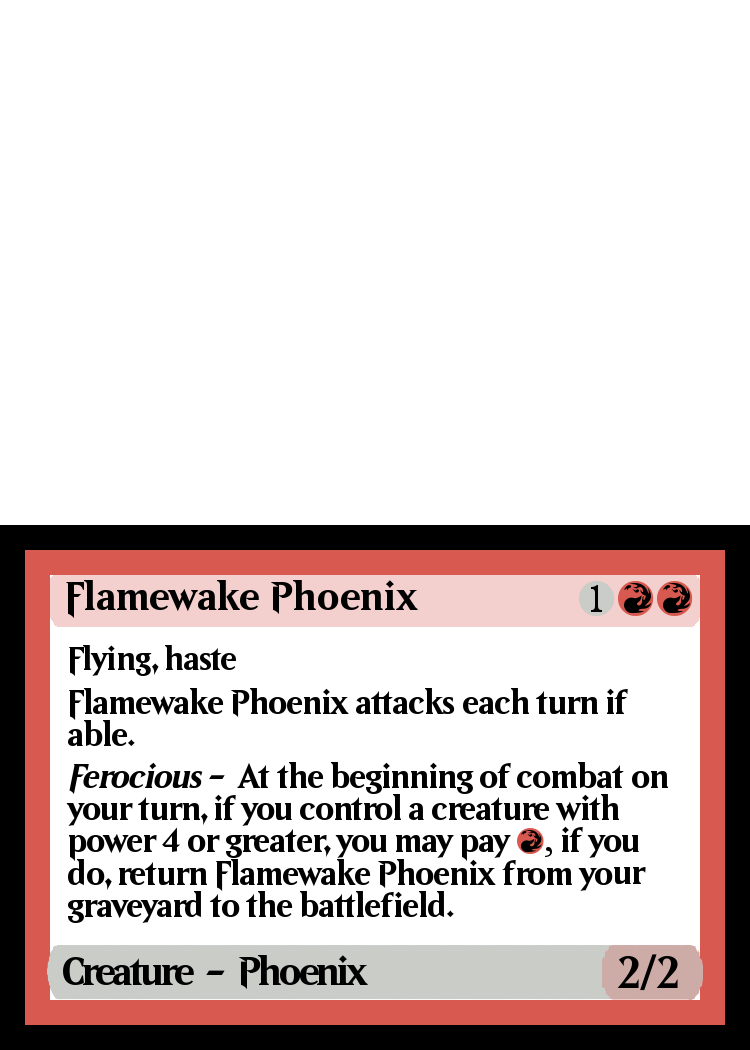 Flamewake Phoenix 1
Flying, haste
Flamewake Phoenix attacks each turn if
able.
Ferocious – At the beginning of combat on
your turn, if you control a creature with
power 4 or greater, you may pay , if you
do, return Flamewake Phoenix from your
graveyard to the battlefield.
Creature – Phoenix 2/2